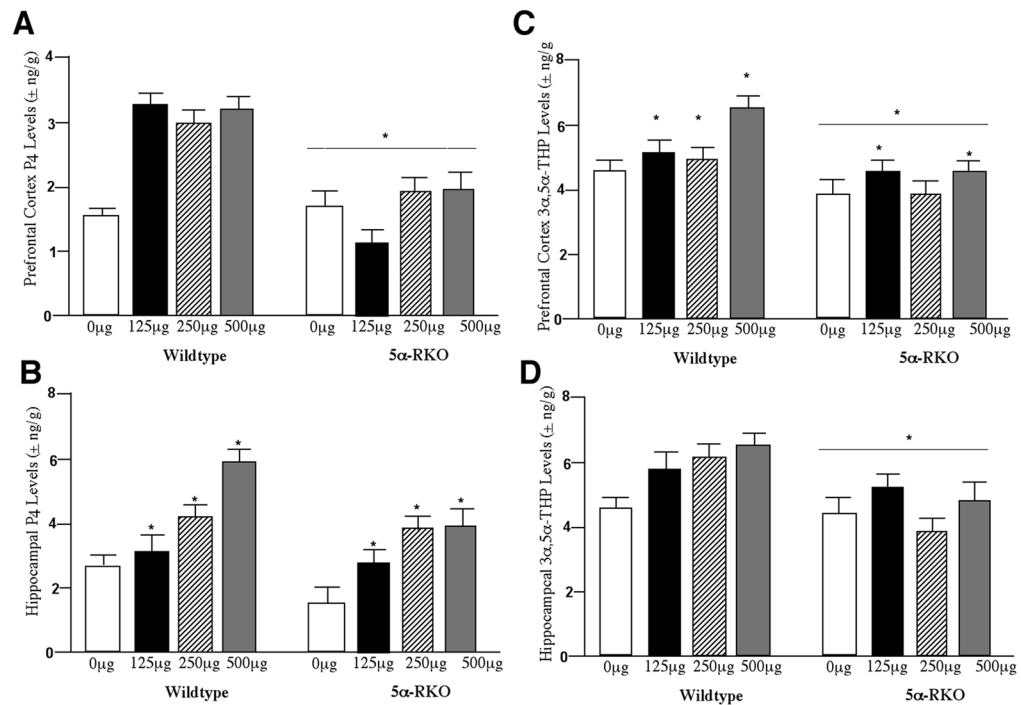 A
Prefrontal Cortex P4 Levels (± ng/g)
4
3
2
1
0
*
0µg 125µg 250µg 500µg 0µg 125µg 250µg 500µg
Wildtype 5α-RKO
B
Hippocampal P4 Levels (± ng/g)
8
6
4
2
0
* * * * * *
0µg 125µg 250µg 500µg 0µg 125µg 250µg 500µg
Wildtype 5α-RKO
C
Prefrontal Cortex 3α,5α-THP Levels (± ng/g)
8
6
4
2
0
* * * * * *
0µg 125µg 250µg 500µg 0µg 125µg 250µg 500µg
Wildtype 5α-RKO
D
Hippocampcal 3α,5α-THP Levels (± ng/g)
8
6
4
2
0
*
0µg 125µg 250µg 500µg 0µg 125µg 250µg 500µg
Wildtype 5α-RKO